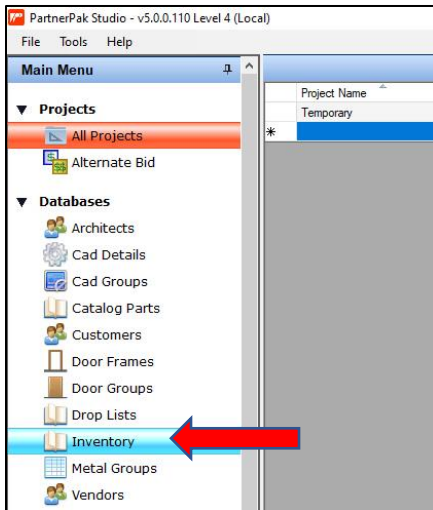 PartnerPak Studio - v5.0.0.110 Level 4 (Local)
File Tools Help
Main Menu
Projects
All Projects
Alternate Bid
Databases
Architects
Cad Details
Cad Groups
Catalog Parts
Customers
Door Frames
Door Groups
Drop Lists
Inventory
Metal Groups
Vendors
Project Name
Temporary